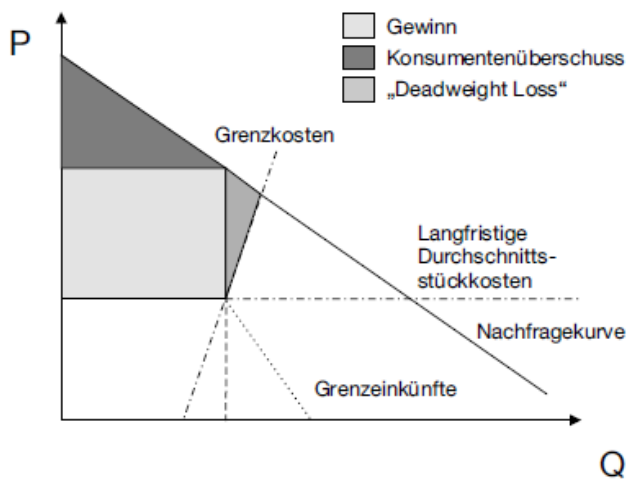 P
Gewinn
Konsumentenüberschuss
„Deadweight Loss“
Grenzkosten
Langfristige
Durchschnitts-
stückkosten
Nachfragekurve
Grenzeinkünfte
Q